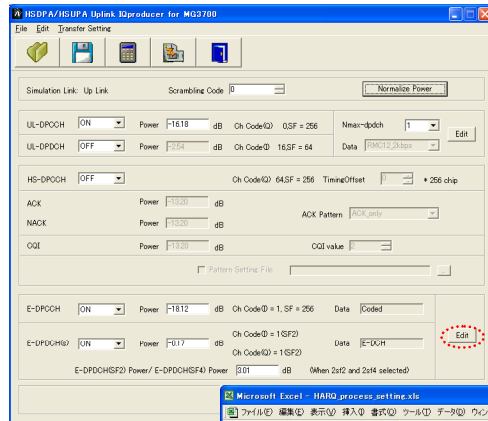 HSDPA/HSUPA Uplink IQproducer for MG3700
File Edit Transfer Setting
Simulation Link: Up Link Scrambling Code 0 Normalize Power
UL-DPCCH ON Power -16.18 dB Ch Code(Q) 0,SF = 256 Nmax-dpdch 1 Edit
UL-DPDCH OFF Power -2.54 dB Ch Code(I) 16,SF = 64 Data RMC12_2kbps
HS-DPCCH OFF Ch Code(Q) 64,SF = 256 TimingOffset 0 * 256 chip
ACK Power -13.20 dB
NACK Power -13.20 dB ACK Pattern ACK_only
CQI Power -13.20 dB CQI value 2
Pattern Setting File ...
E-DPCCH ON Power -18.12 dB Ch Code(I) = 1, SF = 256 Data Coded
E-DPDCH(s) ON Power -0.17 dB Ch Code(I) = 1(SF2) Data E-DCH Edit
Ch Code(Q) = 1(SF2)
E-DPDCH(SF2) Power/ E-DPDCH(SF4) Power 3.01 dB (When 2sf2 and 2sf4 selected)
Microsoft Excel - HARQ_process_setting.xls
ファイル(F) 編集(E) 表示(V) 挿入(I) 書式(O) ツール(T) データ(D) ウィン